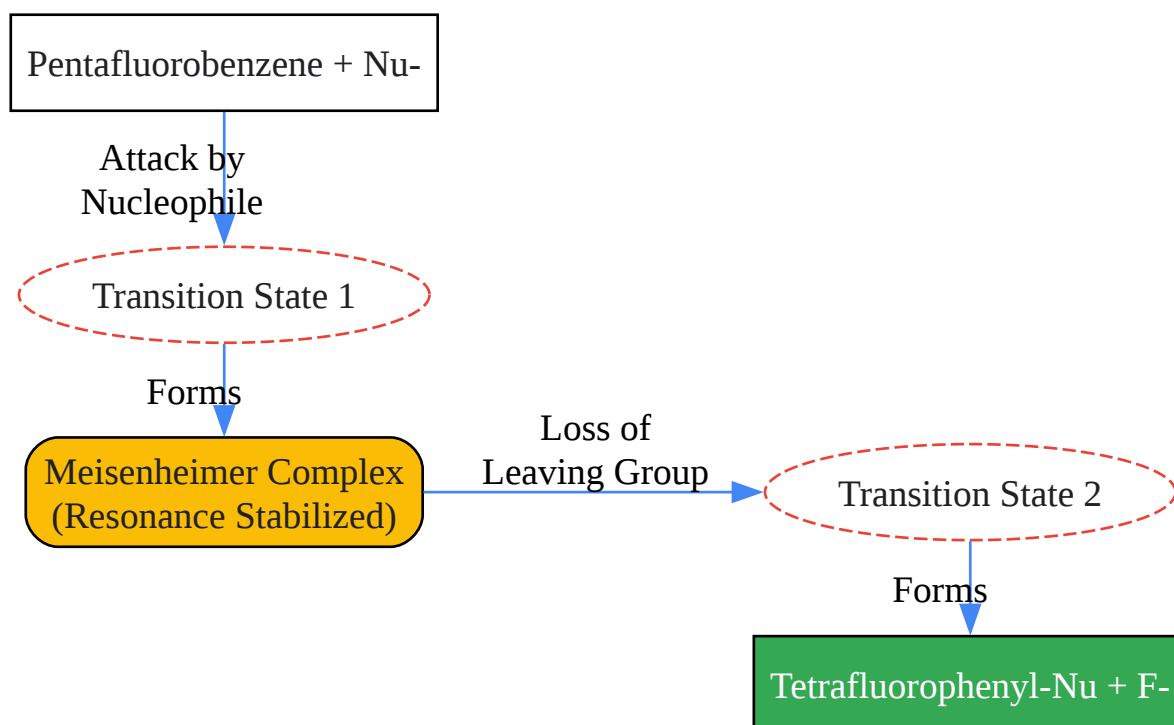 Pentafluorobenzene + Nu-
Attack by
Nucleophile
Transition State 1
Forms
Meisenheimer Complex
(Resonance Stabilized)
Loss of
Leaving Group
Transition State 2
Forms
Tetrafluorophenyl-Nu + F-